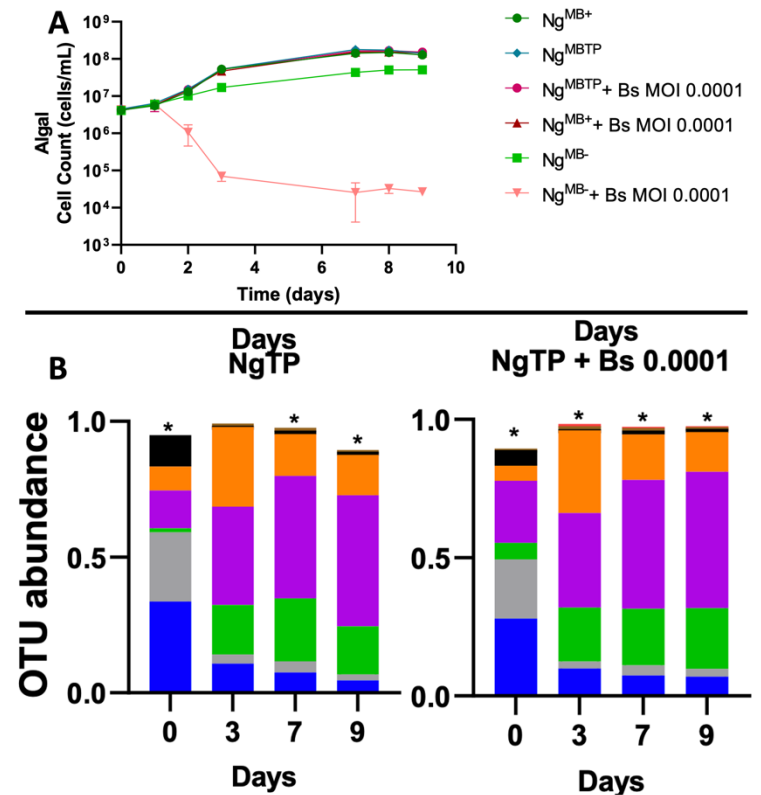 A
Algal
Cell Count (cells/mL)
10⁹
10⁸
10⁷
10⁶
10⁵
10⁴
10³
0
2
4
6
8
10
Time (days)
Ng^MB+
Ng^MBTP
Ng^MBTP + Bs MOI 0.0001
Ng^MB+ + Bs MOI 0.0001
Ng^MB-
Ng^MB- + Bs MOI 0.0001
B
Days
NgTP
OTU abundance
1.0
0.5
0.0
*
*
*
0
3
7
9
Days
Days
NgTP + Bs 0.0001
1.0
0.5
0.0
*
*
*
*
0
3
7
9
Days